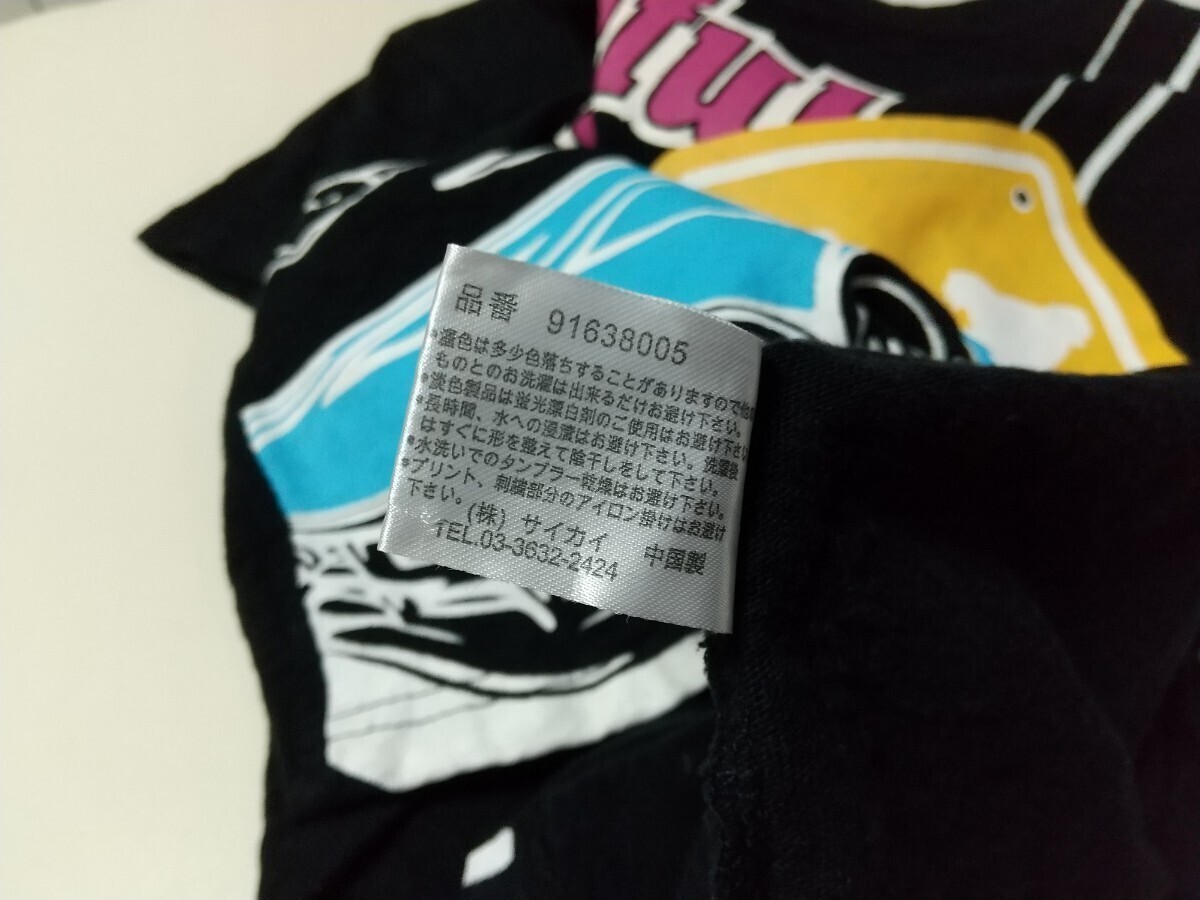 品番 91638005
•濃色は多少色落ちすることがありますので他の
ものとのお洗濯は出来るだけお避け下さい。
•淡色製品は蛍光漂白剤のご使用はお避け下さい
•長時間、水への浸漬はお避け下さい。洗濯後
はすぐに形を整えて陰干しをして下さい。
•水洗いでのタンブラー乾燥はお避け下さい。
•プリント、刺繍部分のアイロン掛けはお避け
下さい。
(株) サイカイ 中国製
TEL.03-3632-2424